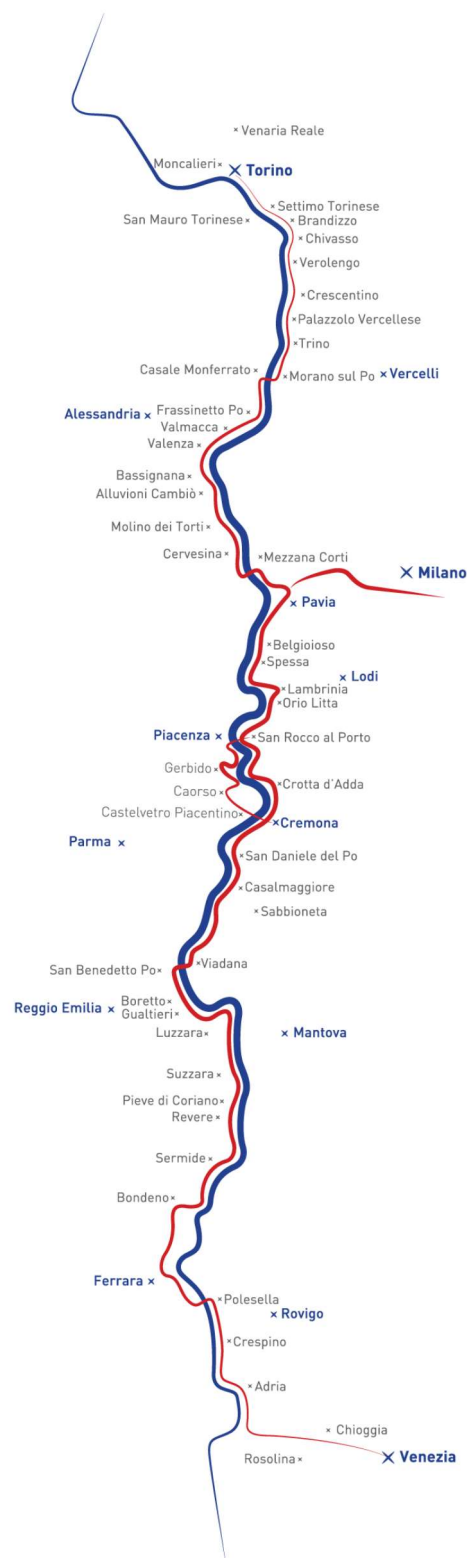 Venaria Reale
Moncalieri
Torino
Settimo Torinese
San Mauro Torinese
Brandizzo
Chivasso
Verolengo
Crescentino
Palazzolo Vercellese
Trino
Casale Monferrato
Morano sul Po
Vercelli
Alessandria
Frassinetto Po
Valmacca
Valenza
Bassignana
Alluvioni Cambiò
Molino dei Torti
Cervesina
Mezzana Corti
Milano
Pavia
Belgioioso
Spessa
Lodi
Lambrinia
Orio Litta
Piacenza
San Rocco al Porto
Gerbido
Crotta d'Adda
Caorso
Castelvetro Piacentino
Cremona
Parma
San Daniele del Po
Casalmaggiore
Sabbioneta
Viadana
San Benedetto Po
Boretto
Reggio Emilia
Gualtieri
Luzzara
Mantova
Suzzara
Pieve di Coriano
Revere
Sermide
Bondeno
Ferrara
Polesella
Rovigo
Crespino
Adria
Chioggia
Venezia
Rosolina